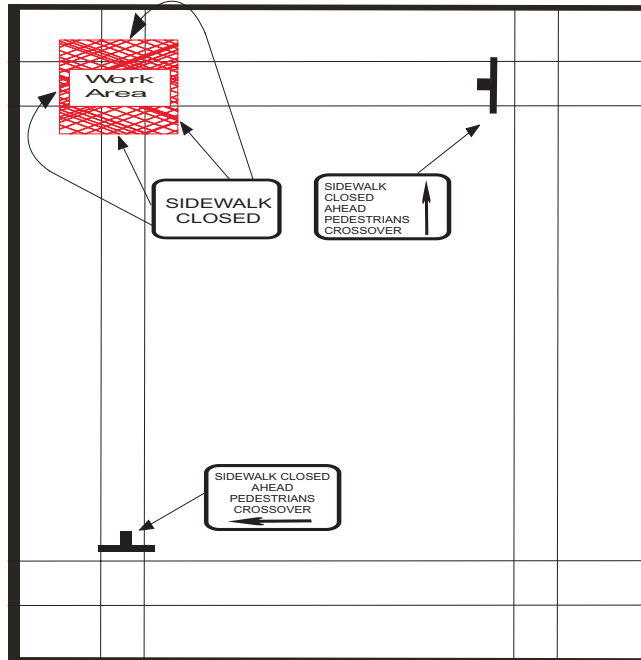 Work
Area
SIDEWALK
CLOSED
SIDEWALK
CLOSED
AHEAD
PEDESTRIANS
CROSSOVER
SIDEWALK CLOSED
AHEAD
PEDESTRIANS
CROSSOVER